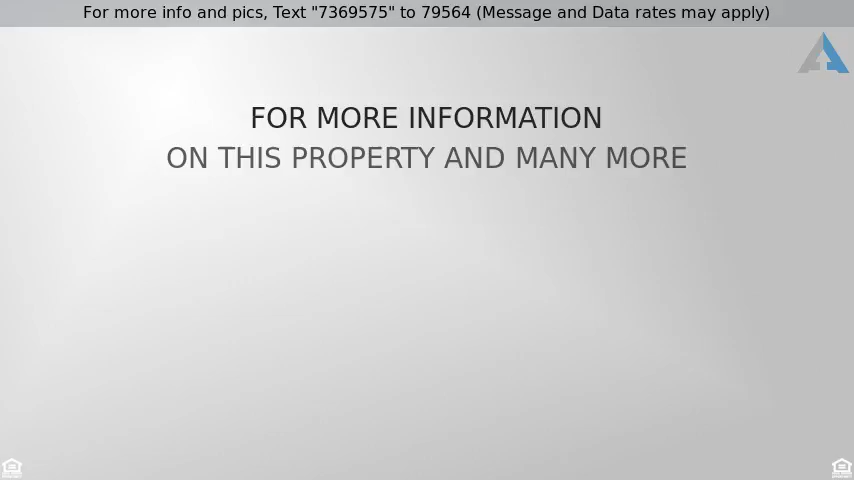 For more info and pics, Text "7369575" to 79564 (Message and Data rates may apply)
FOR MORE INFORMATION
ON THIS PROPERTY AND MANY MORE